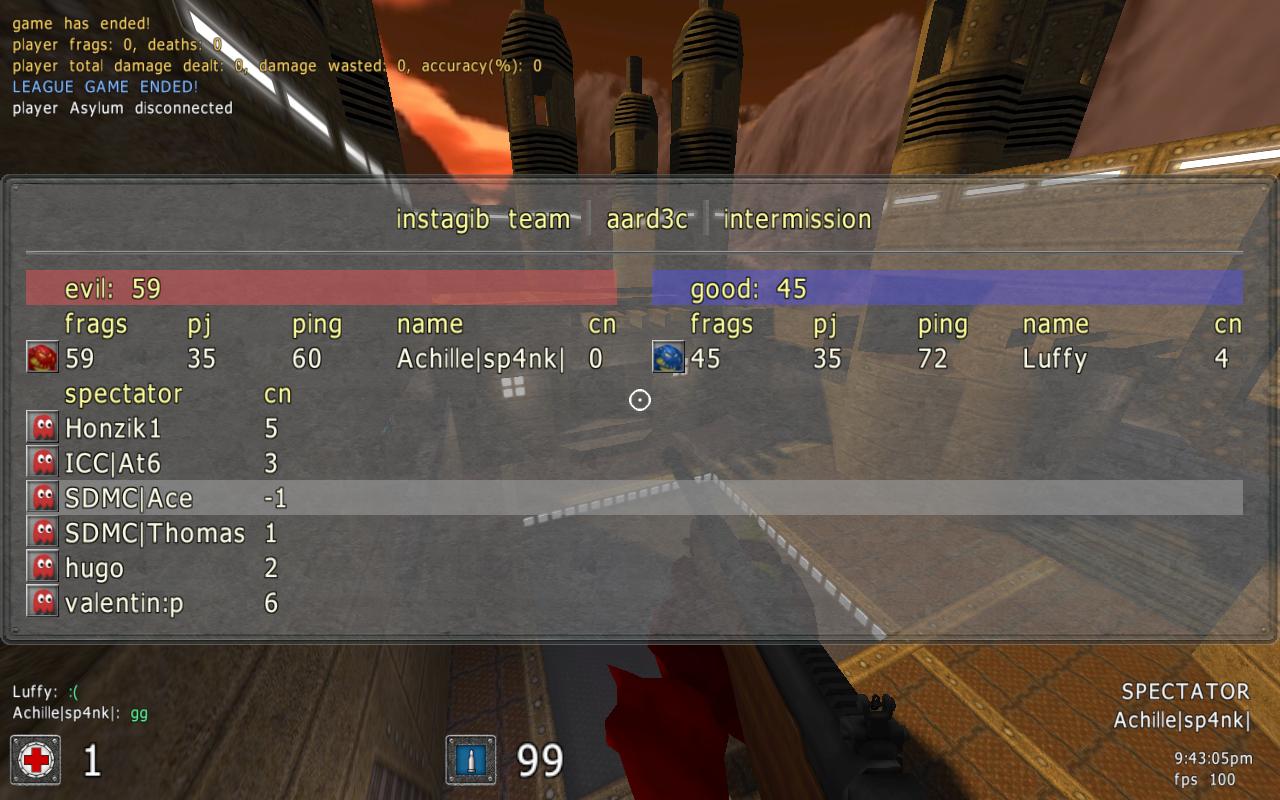 game has ended!
player frags: 0, deaths: 0
player total damage dealt: 0, damage wasted: 0, accuracy(%): 0
LEAGUE GAME ENDED!
player Asylum disconnected
instagib team | aard3c | intermission
evil: 59 good: 45
frags pj ping name cn frags pj ping name cn
59 35 60 Achille|sp4nk| 0 45 35 72 Luffy 4
spectator cn
Honzik1 5
ICC|At6 3
SDMC|Ace -1
SDMC|Thomas 1
hugo 2
valentin:p 6
Luffy: :(
Achille|sp4nk|: gg
SPECTATOR
Achille|sp4nk|
1 99
9:43:05pm
fps 100